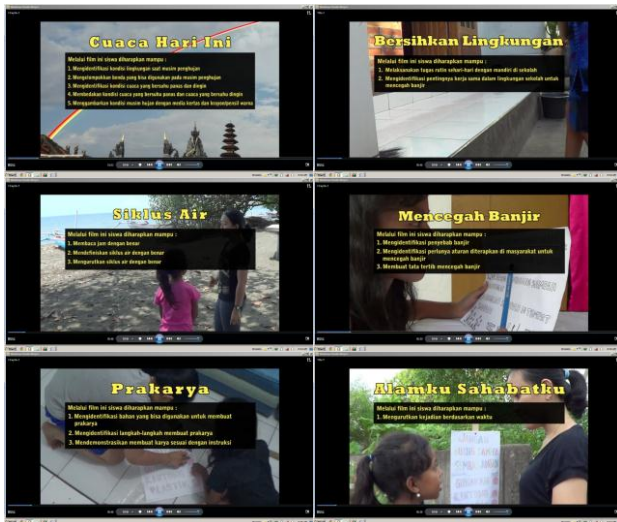 Cuaca Hari Ini
Melalui film ini siswa diharapkan mampu :
1. Mengidentifikasi kondisi lingkungan saat musim penghujan
2. Mengelompokkan benda yang bisa digunakan pada musim penghujan
3. Mengidentifikasi kondisi cuaca yang bersuhu panas dan dingin
4. Membedakan kondisi cuaca yang bersuhu panas dan cuaca yang bersuhu dingin
5. Menggambarkan kondisi musim hujan dengan media kertas dan krayon/pensil warna
Bersihkan Lingkungan
Melalui film ini siswa diharapkan mampu :
1. Melaksanakan tugas rutin sehari-hari dengan mandiri di sekolah
2. Mengidentifikasi pentingnya kerja sama dalam lingkungan sekolah untuk
mencegah banjir
Siklus Air
Melalui film ini siswa diharapkan mampu :
1. Membaca jam dengan benar
2. Mendefinisikan siklus air dengan benar
3. Mengurutkan siklus air dengan benar
Mencegah Banjir
Melalui film ini siswa diharapkan mampu :
1. Mengidentifikasi penyebab banjir
2. Mengidentifikasi perlunya aturan diterapkan di masyarakat untuk
mencegah banjir
3. Membuat tata tertib mencegah banjir
Prakarya
Melalui film ini siswa diharapkan mampu :
1. Mengidentifikasi bahan yang bisa digunakan untuk membuat
prakarya
2. Mengidentifikasi langkah-langkah membuat prakarya
3. Mendemonstrasikan membuat karya sesuai dengan instruksi
Alamku Sahabatku
Melalui film ini siswa diharapkan mampu :
1. Mengurutkan kejadian berdasarkan waktu